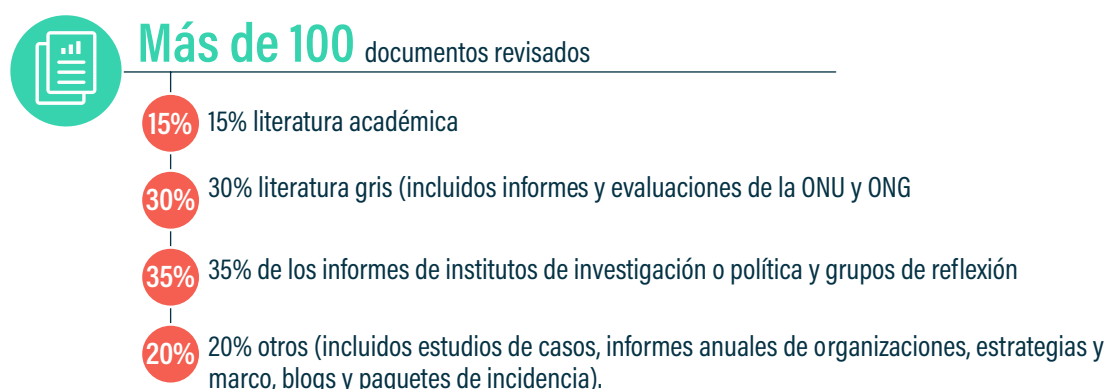 Más de 100 documentos revisados
15% 15% literatura académica
30% 30% literatura gris (incluidos informes y evaluaciones de la ONU y ONG
35% 35% de los informes de institutos de investigación o política y grupos de reflexión
20% 20% otros (incluidos estudios de casos, informes anuales de organizaciones, estrategias y
marco, blogs y paquetes de incidencia).